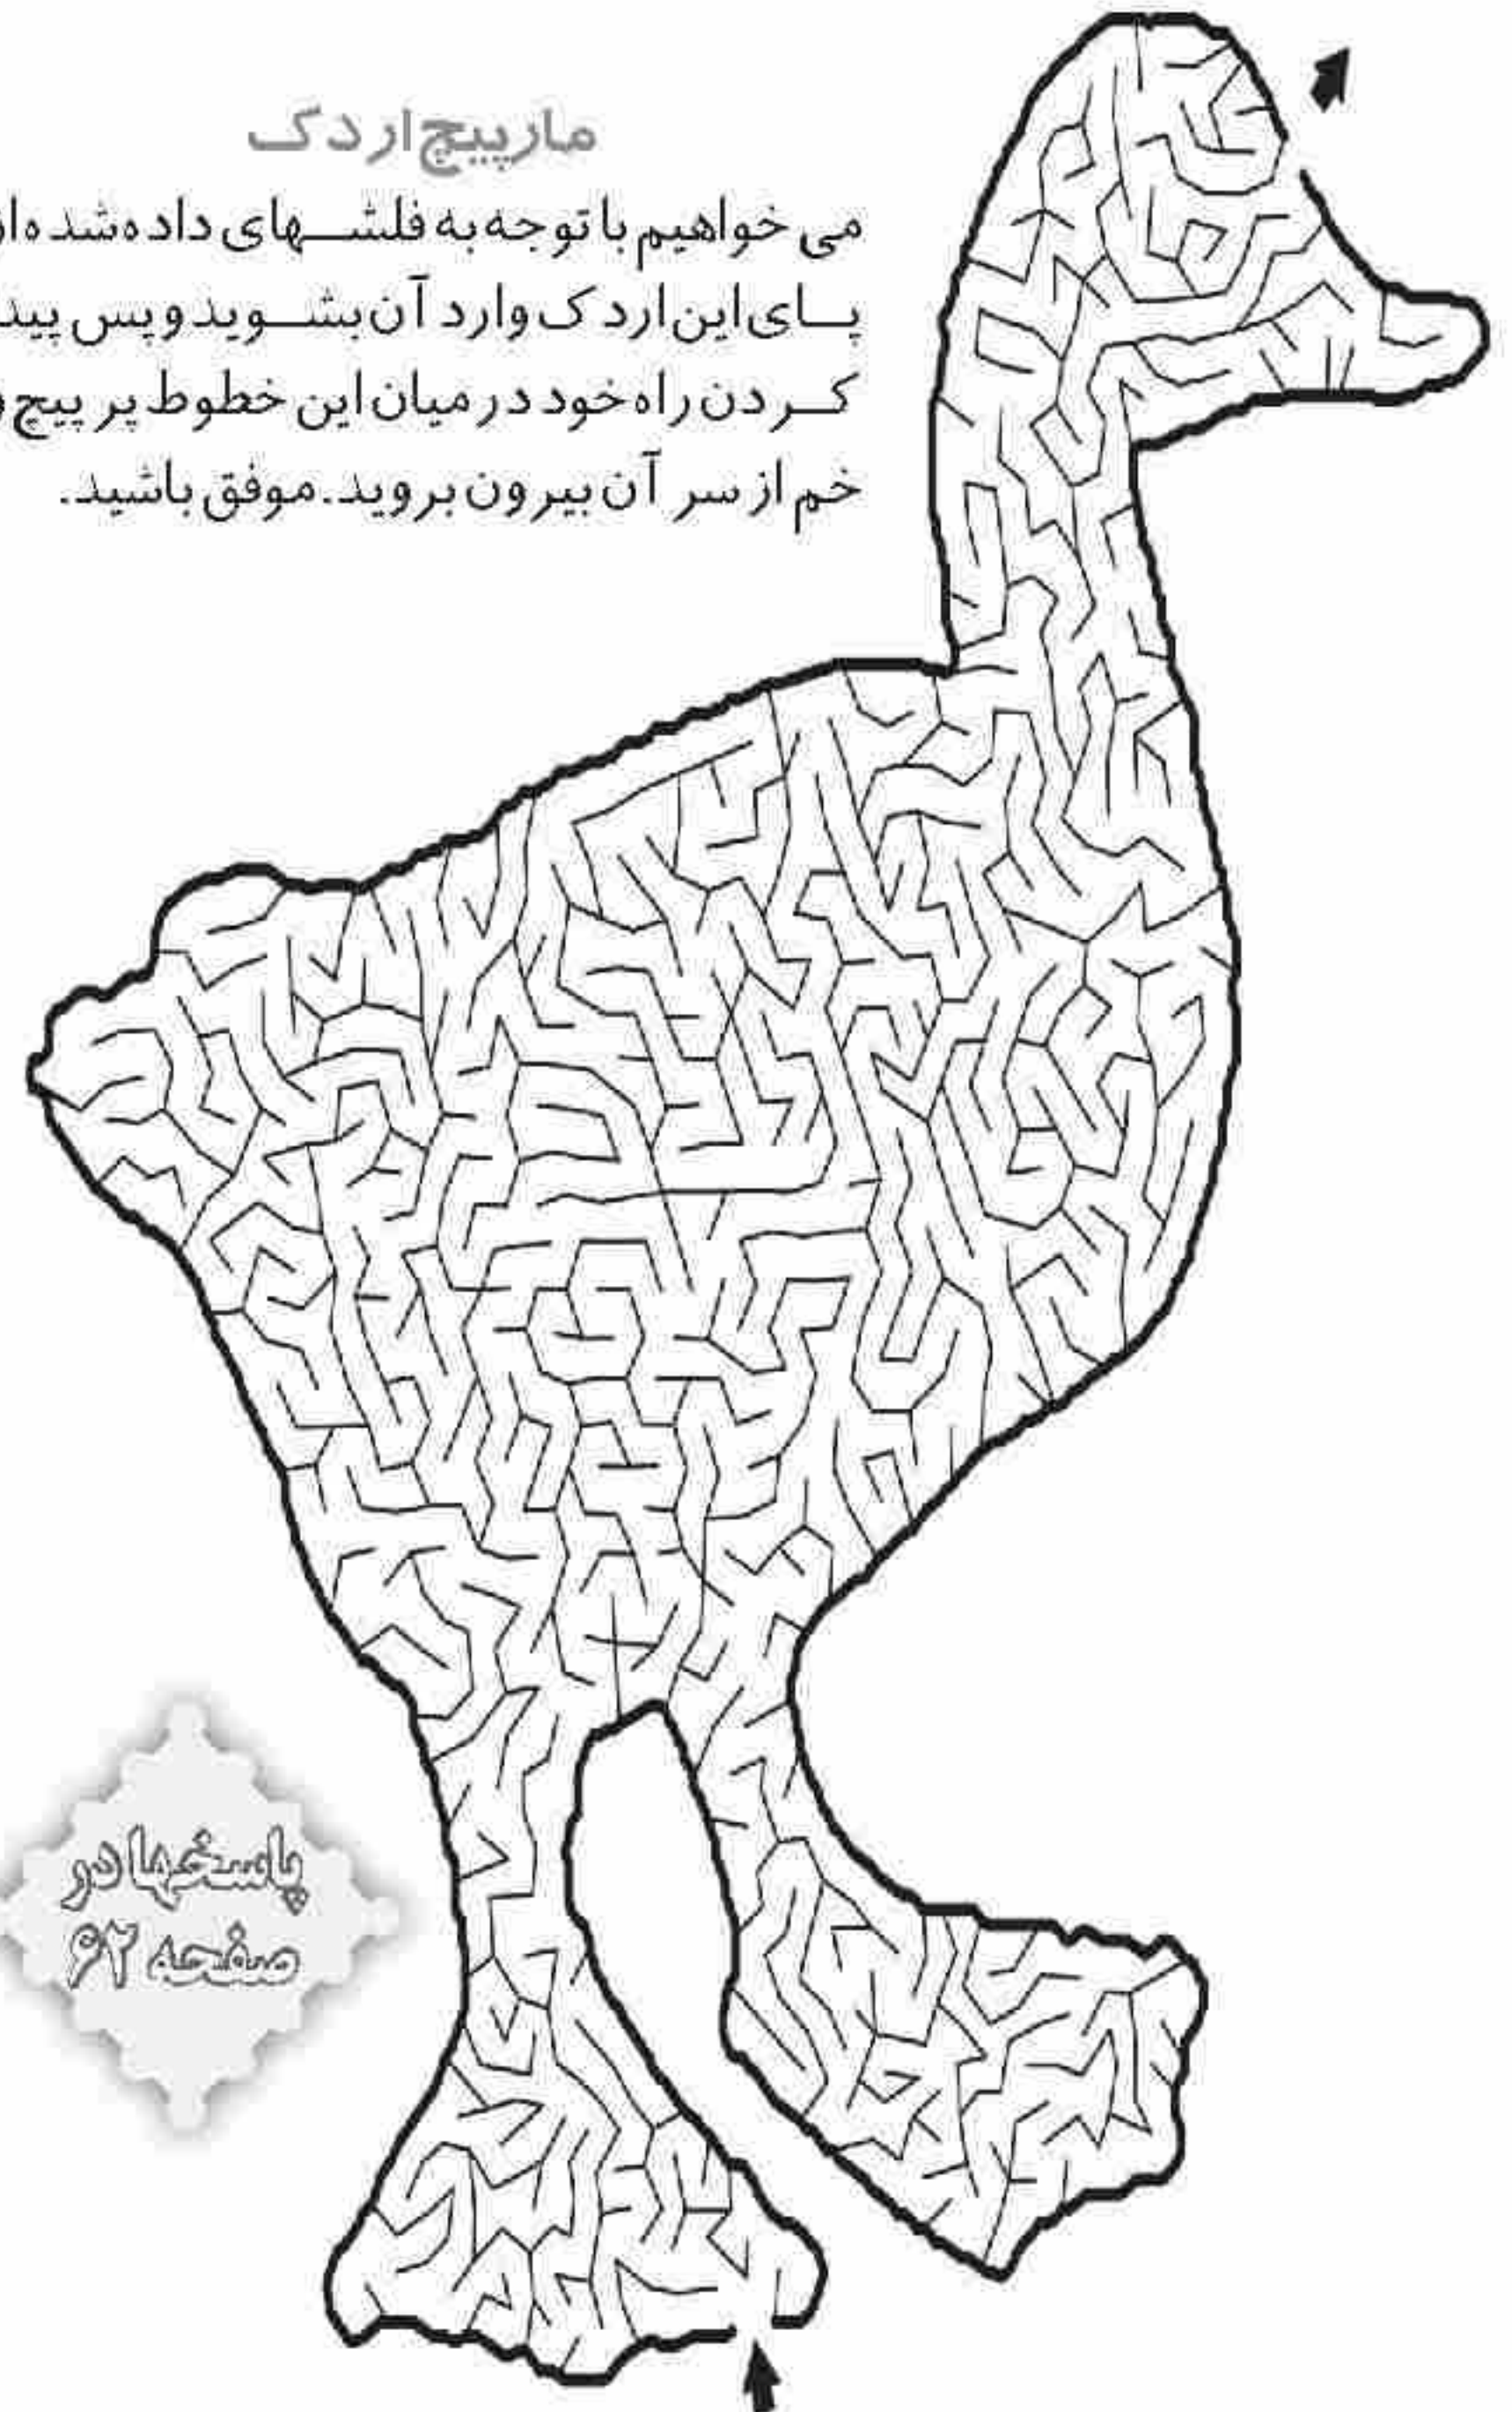 مارپیچ اردک
می خواهیم با توجه به فلشهای داده شده از
پای این اردک وارد آن بشوید و پس پید
کردن راه خود در میان این خطوط پر پیچ و
خم از سر آن بیرون بروید. موفق باشید.
پاسخها در
صفحه ۶۲